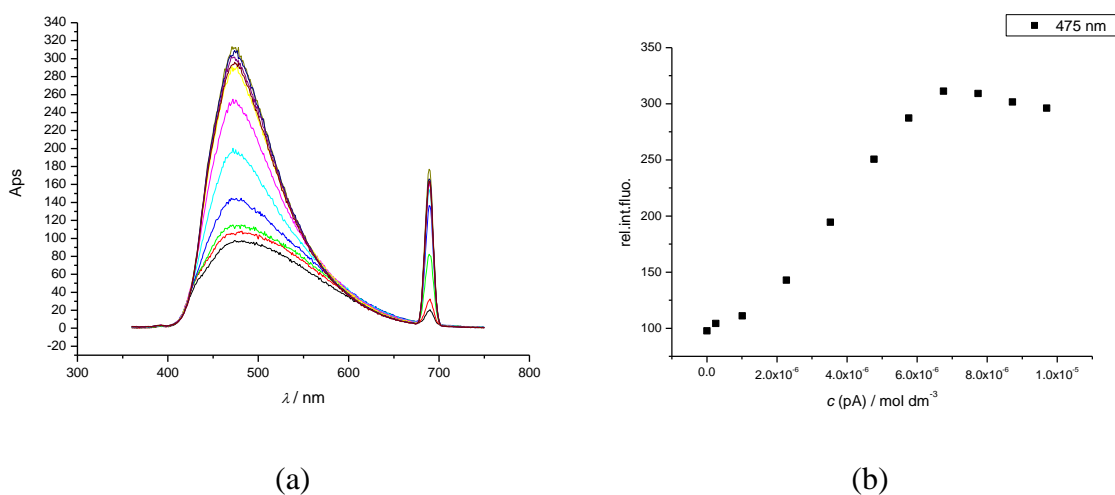 340
320
300
280
260
240
220
200
180
160
140
120
100
80
60
40
20
0
-20
Aps
300 400 500 600 700 800
λ / nm
(a)
475 nm
350
300
250
200
150
100
rel.int.fluo.
0.0 2.0x10⁻⁶ 4.0x10⁻⁶ 6.0x10⁻⁶ 8.0x10⁻⁶ 1.0x10⁻⁵
c (pA) / mol dm⁻³
(b)